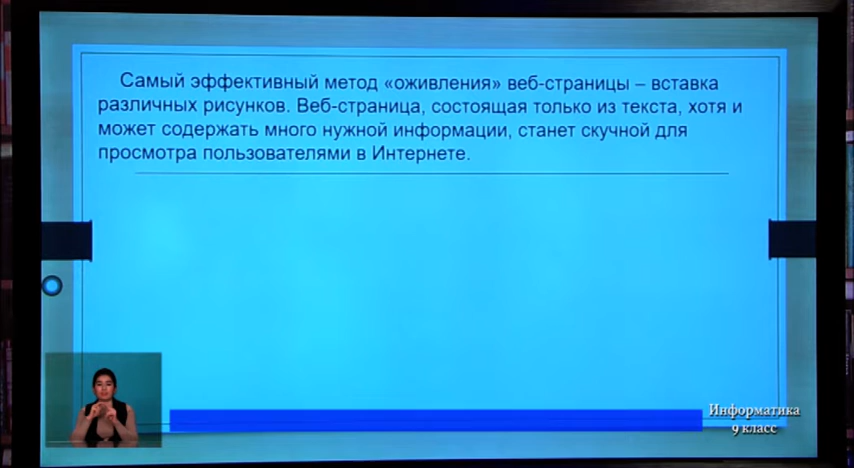 Самый эффективный метод «оживления» веб-страницы – вставка
различных рисунков. Веб-страница, состоящая только из текста, хотя и
может содержать много нужной информации, станет скучной для
просмотра пользователями в Интернете.
Информатика
9 класс